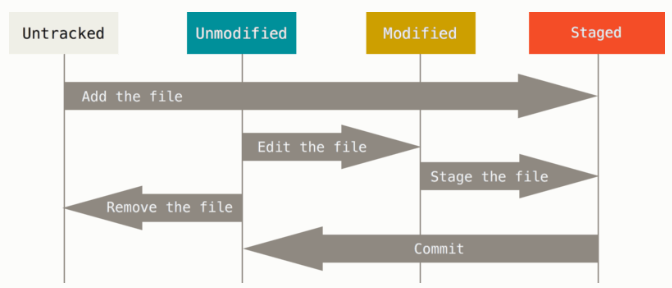 Untracked
Unmodified
Modified
Staged
Add the file
Edit the file
Stage the file
Remove the file
Commit